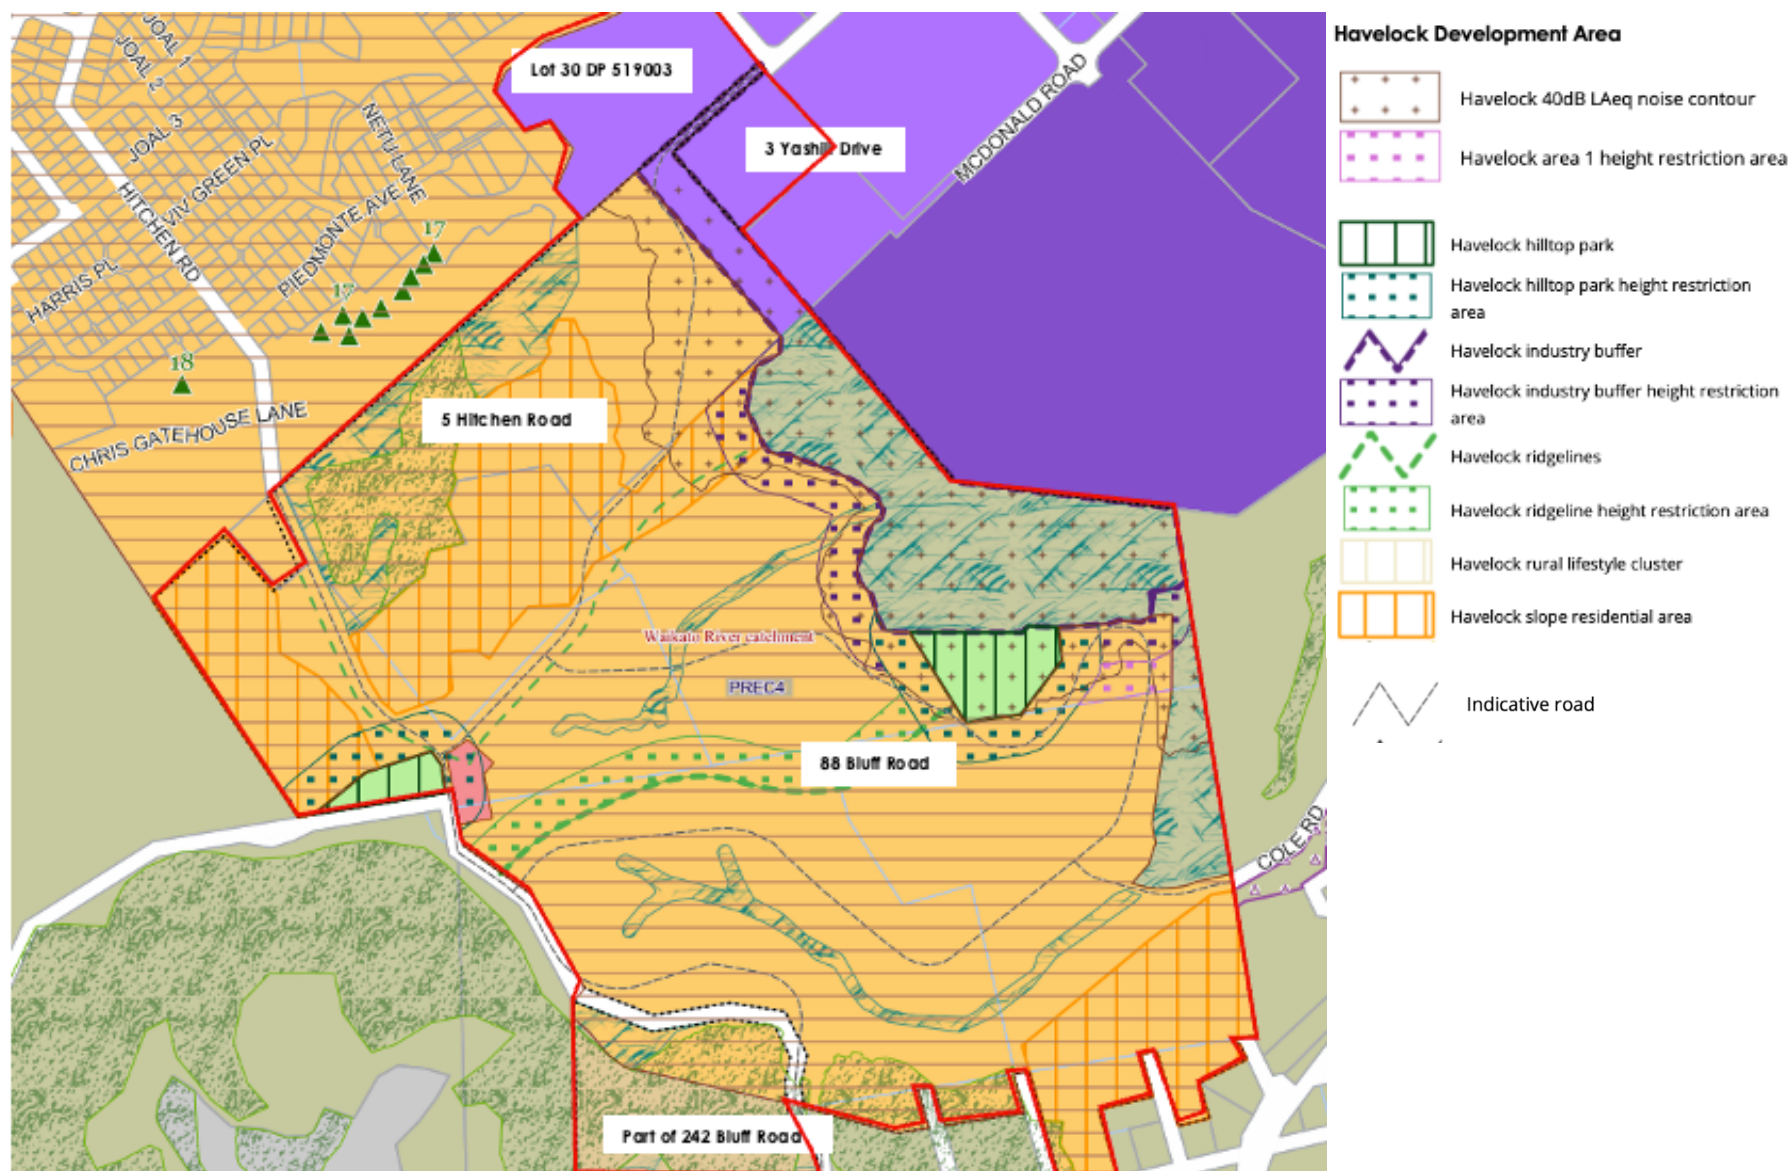 JOAL 1
JOAL 2
JOAL 3
NETU LANE
VIV GREEN PL
HITCHEN RD
PIEDMONTE AVE
HARRIS PL
17
17
18
CHRIS GATEHOUSE LANE
Lot 30 DP 519003
3 Yashili Drive
MCDONALD ROAD
5 Hitchen Road
Waikato River catchment
PREC4
88 Bluff Road
COLE RD
Part of 242 Bluff Road
Havelock Development Area
Havelock 40dB LAeq noise contour
Havelock area 1 height restriction area
Havelock hilltop park
Havelock hilltop park height restriction
area
Havelock industry buffer
Havelock industry buffer height restriction
area
Havelock ridgelines
Havelock ridgeline height restriction area
Havelock rural lifestyle cluster
Havelock slope residential area
Indicative road